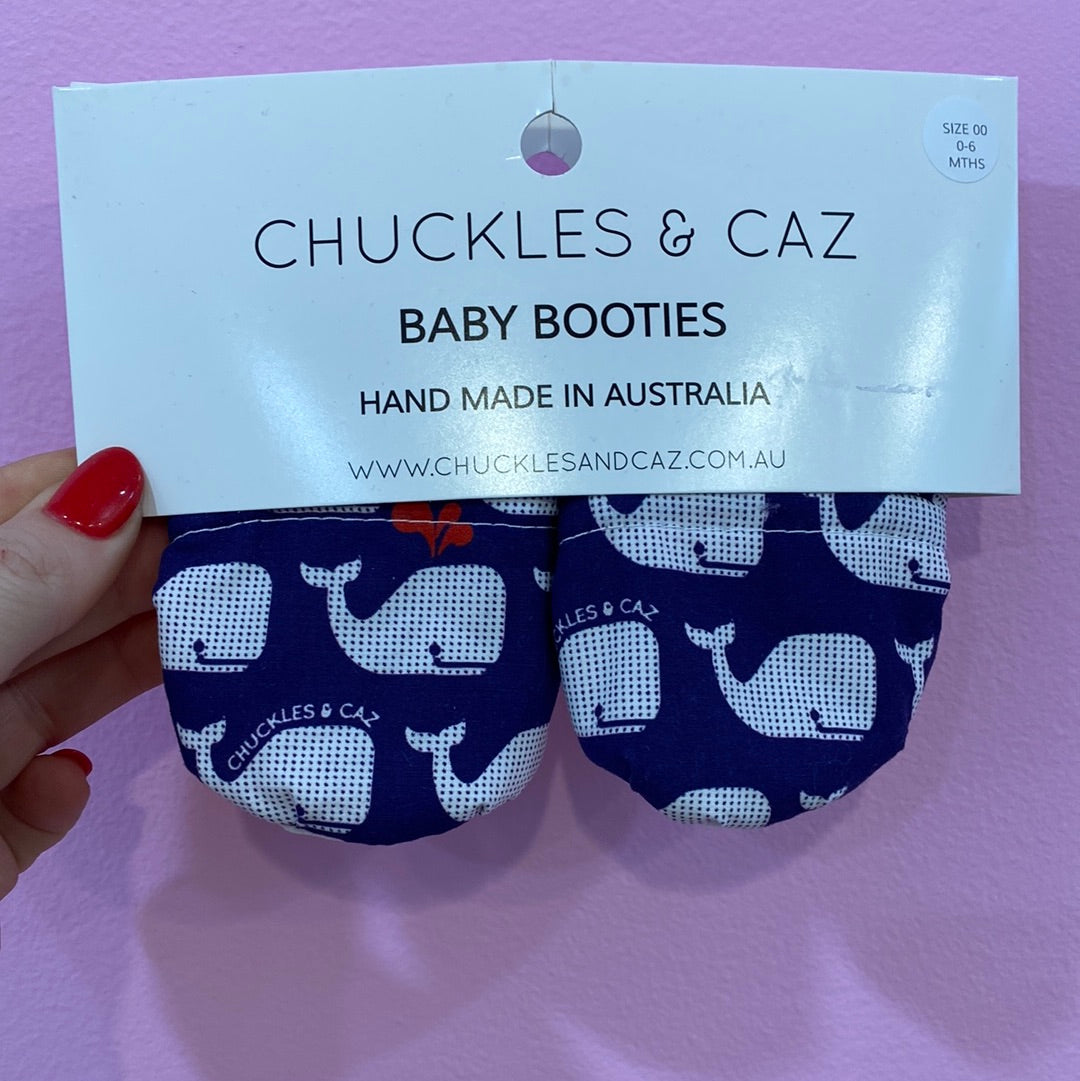 SIZE 00
0-6
MTHS
CHUCKLES & CAZ
BABY BOOTIES
HAND MADE IN AUSTRALIA
WWW.CHUCKLESANDCAZ.COM.AU
CKLES & CAZ
CHUCKLES & CAZ